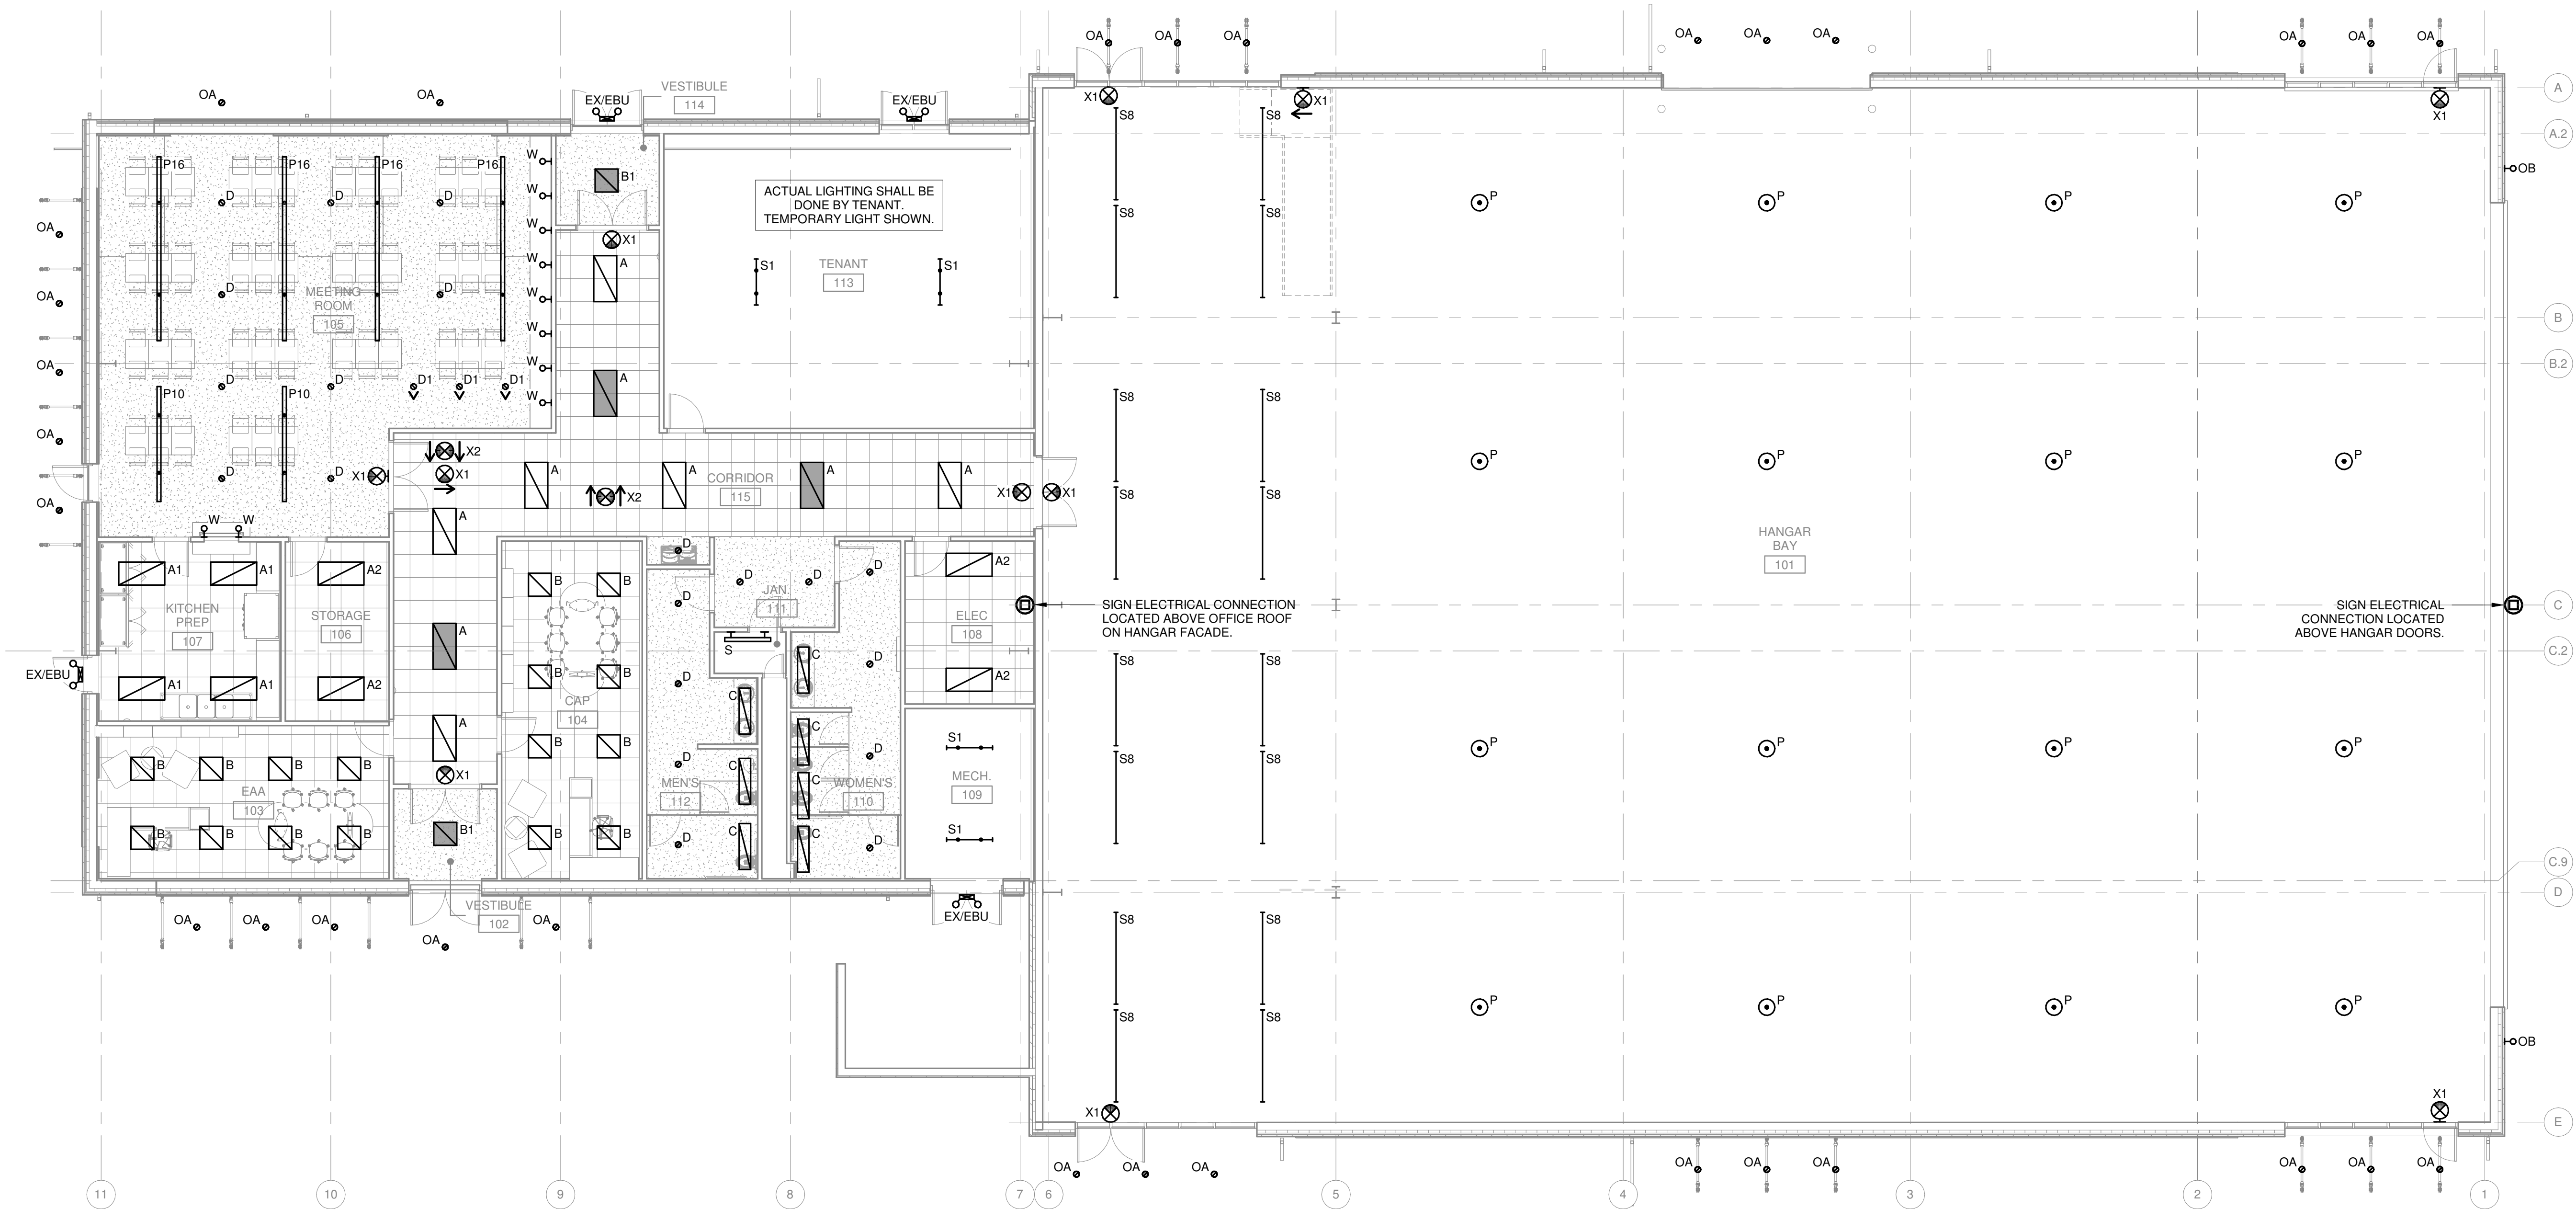 OA
OA
OA
OA
OA
OA
OA
OA
OA
OA
OA
EX/EBU
VESTIBULE
114
EX/EBU
X1
X1
X1
A
A.2
P16
P16
P16
P16
W
W
W
W
W
W
W
W
D
D
D
D
D
B1
ACTUAL LIGHTING SHALL BE
DONE BY TENANT.
TEMPORARY LIGHT SHOWN.
S8
S8
S8
S8
OB
P
P
P
P
OA
OA
OA
OA
OA
MEETING
ROOM
105
X1
A
A
S1
TENANT
113
S1
B
B.2
P10
P10
D
D
D1
D1
D1
D
D
X1
X2
X1
X2
A
A
A
A
CORRIDOR
115
X1
X1
S8
S8
S8
S8
P
P
P
P
HANGAR
BAY
101
W
W
A1
A1
A1
A1
KITCHEN
PREP
107
A2
A2
STORAGE
106
EX/EBU
A
A
A
B
B
B
B
B
B
B
B
CAP
104
D
D
D
JAN.
111
S
D
D
D
D
D
D
D
D
A2
A2
ELEC
108
SIGN ELECTRICAL CONNECTION
LOCATED ABOVE OFFICE ROOF
ON HANGAR FACADE.
SIGN ELECTRICAL
CONNECTION LOCATED
ABOVE HANGAR DOORS.
C
C.2
S8
S8
S8
S8
P
P
P
P
B
B
B
B
B
B
B
B
EAA
103
X1
B1
C
C
C
C
C
C
C
MEN'S
112
WOMEN'S
110
S1
MECH.
109
S1
C.9
D
OA
OA
OA
OA
OA
VESTIBULE
102
EX/EBU
S8
S8
S8
S8
P
P
P
P
OB
X1
X1
E
OA
OA
OA
OA
OA
OA
OA
OA
OA
11
10
9
8
7
6
5
4
3
2
1